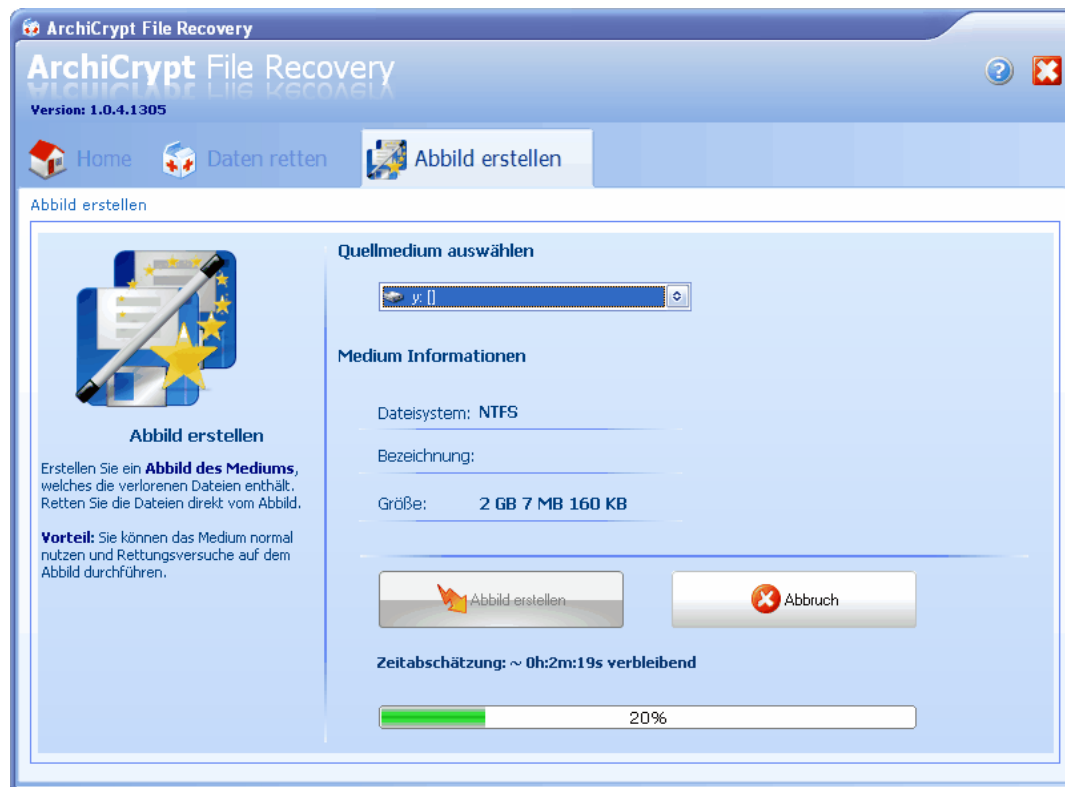 ArchiCrypt File Recovery
ArchiCrypt File Recovery
Version: 1.0.4.1305
Home
Daten retten
Abbild erstellen
Abbild erstellen
Abbild erstellen
Erstellen Sie ein Abbild des Mediums,
welches die verlorenen Dateien enthält.
Retten Sie die Dateien direkt vom Abbild.
Vorteil: Sie können das Medium normal
nutzen und Rettungsversuche auf dem
Abbild durchführen.
Quellmedium auswählen
y: []
Medium Informationen
Dateisystem: NTFS
Bezeichnung:
Größe: 2 GB 7 MB 160 KB
Abbild erstellen
Abbruch
Zeitabschätzung: ~ 0h:2m:19s verbleibend
20%